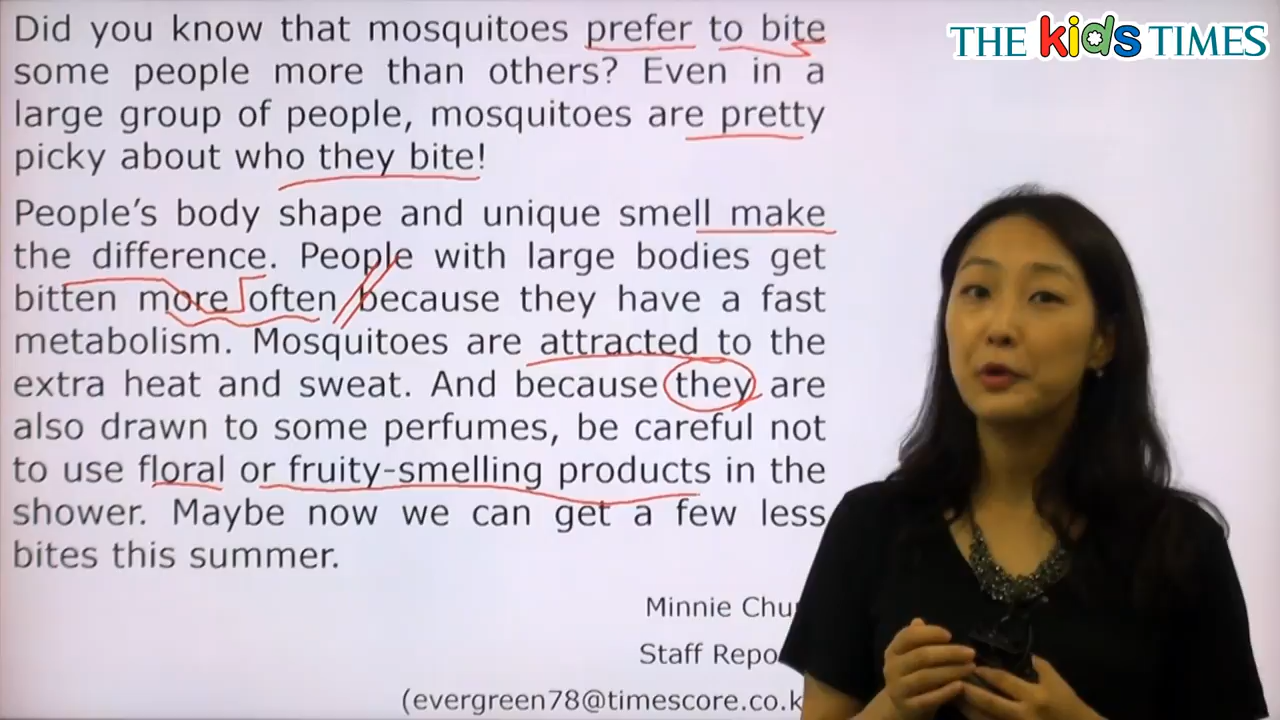 THE kids TIMES
Did you know that mosquitoes prefer to bite
some people more than others? Even in a
large group of people, mosquitoes are pretty
picky about who they bite!
People's body shape and unique smell make
the difference. People with large bodies get
bitten more often because they have a fast
metabolism. Mosquitoes are attracted to the
extra heat and sweat. And because they are
also drawn to some perfumes, be careful not
to use floral or fruity-smelling products in the
shower. Maybe now we can get a few less
bites this summer.
Minnie
Staff
(evergreen78@timescore.co.k